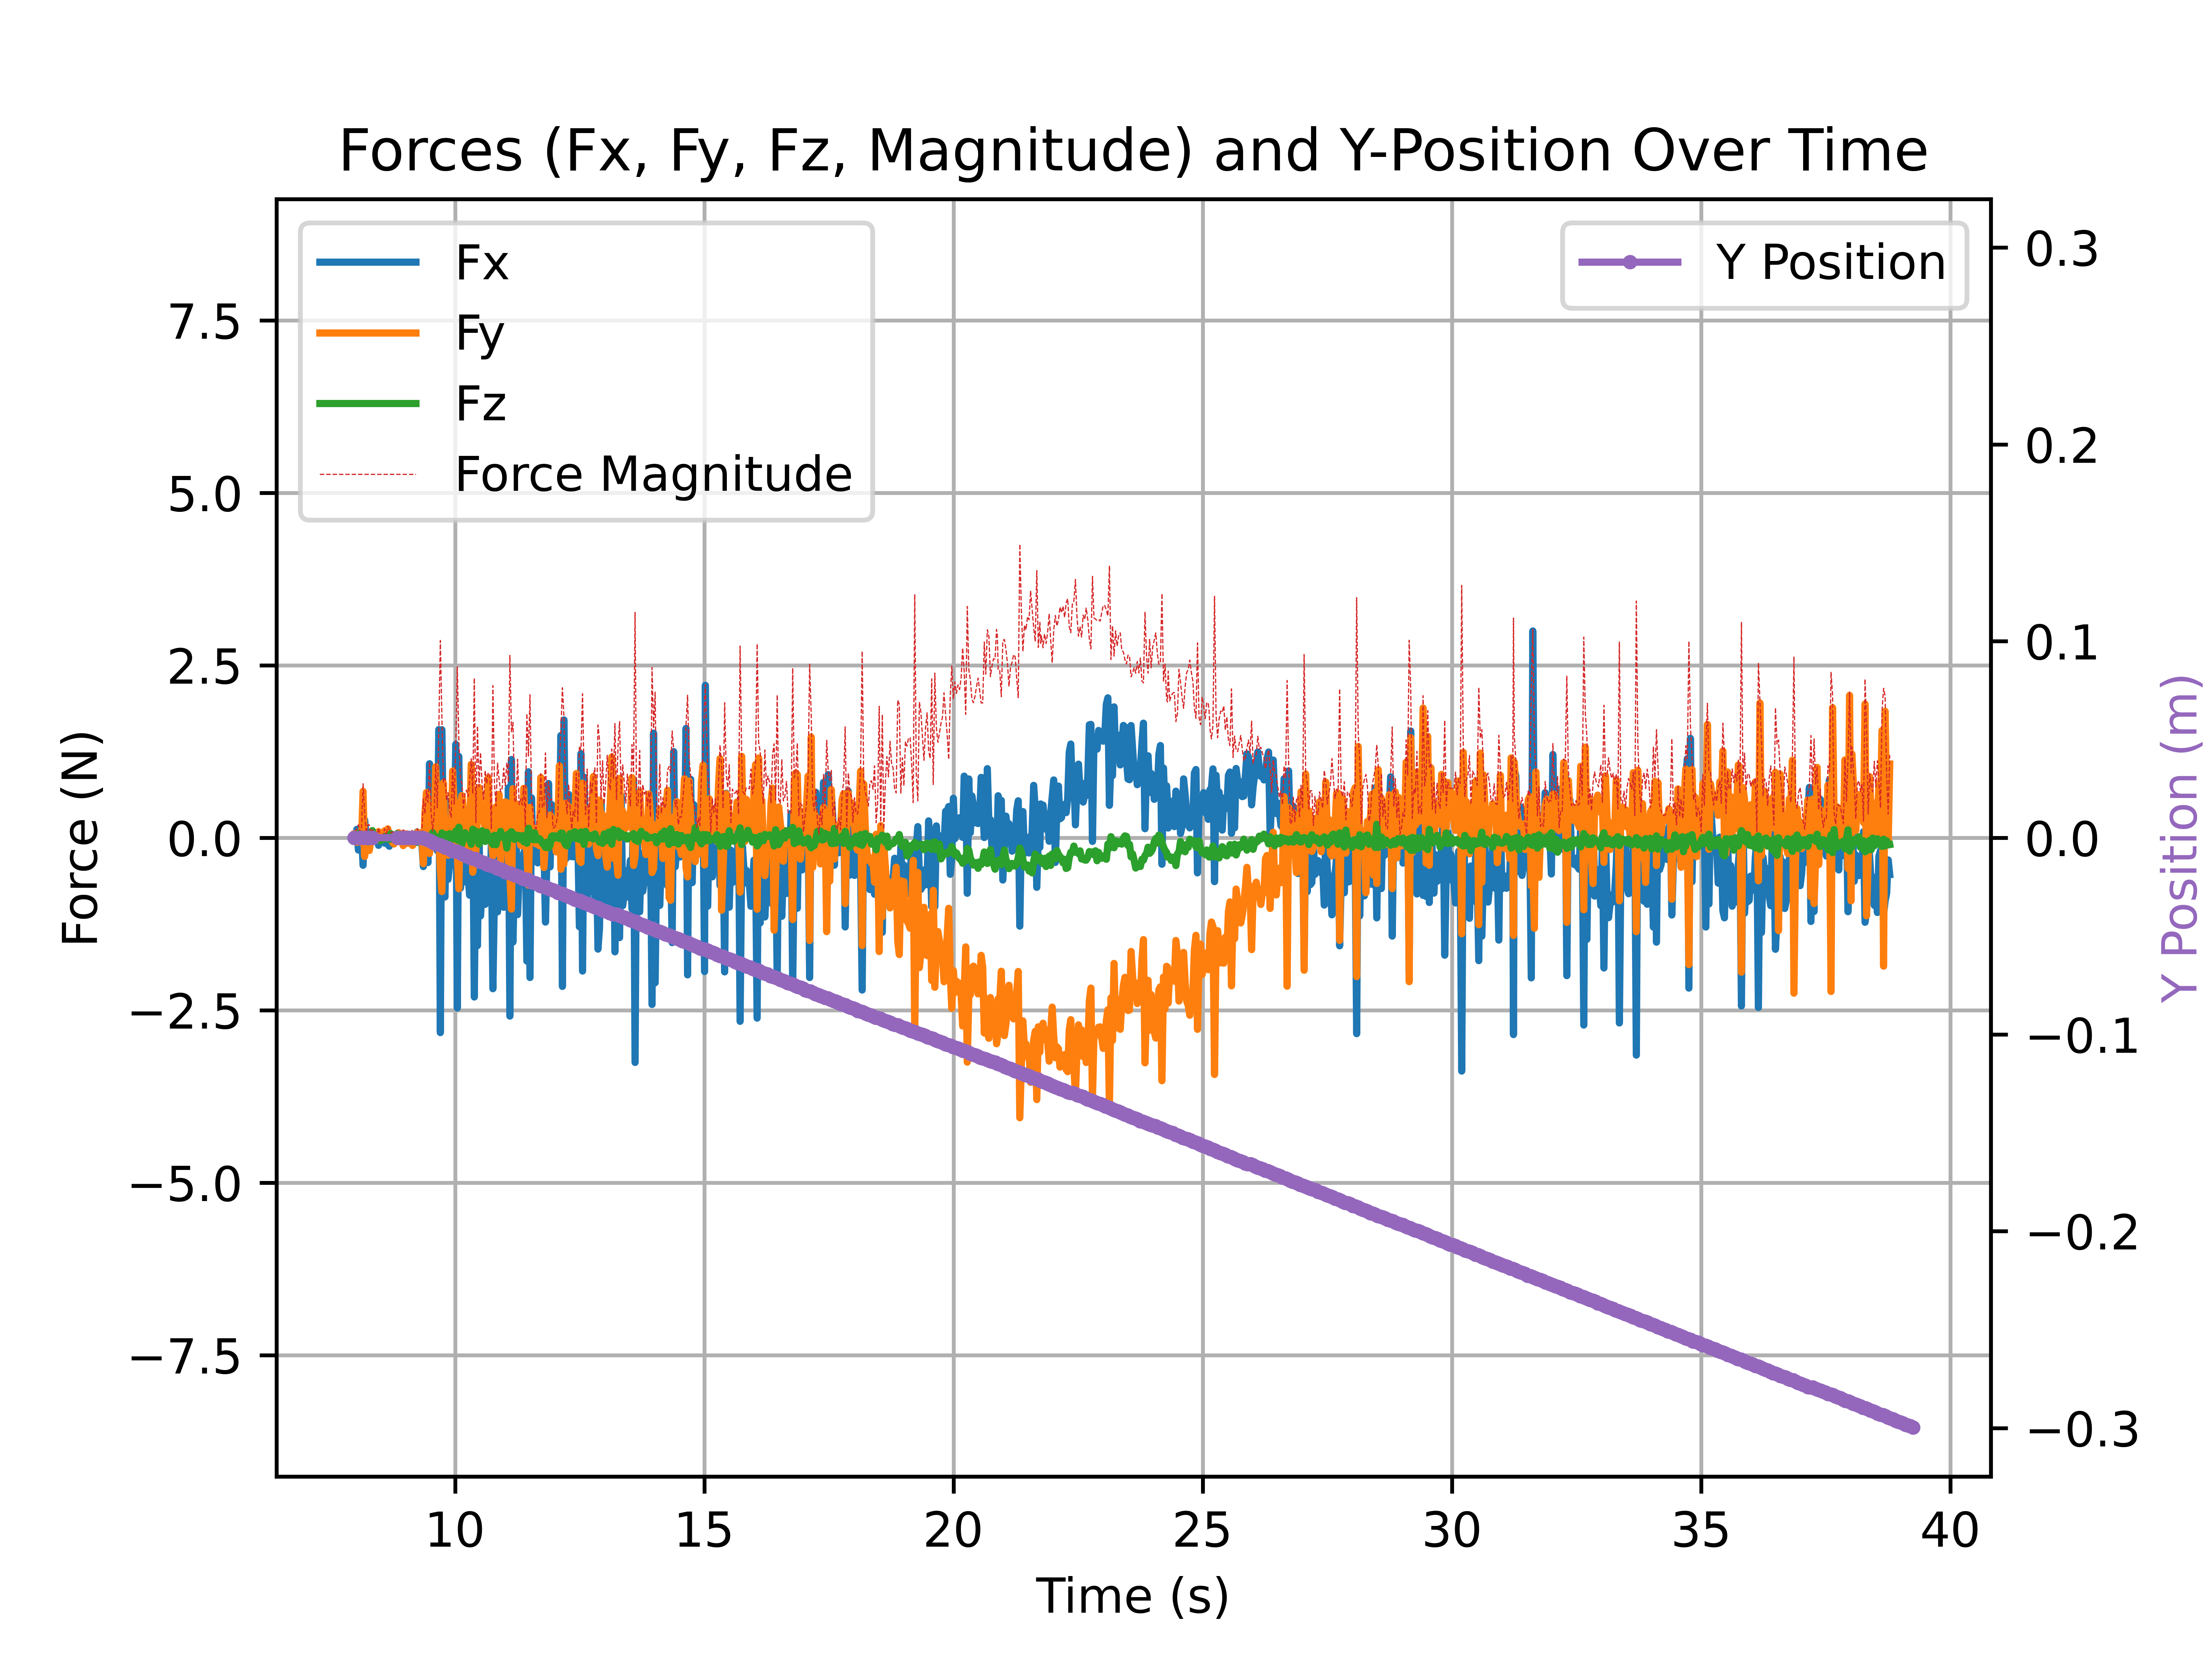 Forces (Fx, Fy, Fz, Magnitude) and Y-Position Over Time
Fx
Fy
Fz
Force Magnitude
Y Position
7.5
5.0
2.5
0.0
−2.5
−5.0
−7.5
Force (N)
0.3
0.2
0.1
0.0
−0.1
−0.2
−0.3
Y Position (m)
10 15 20 25 30 35 40
Time (s)